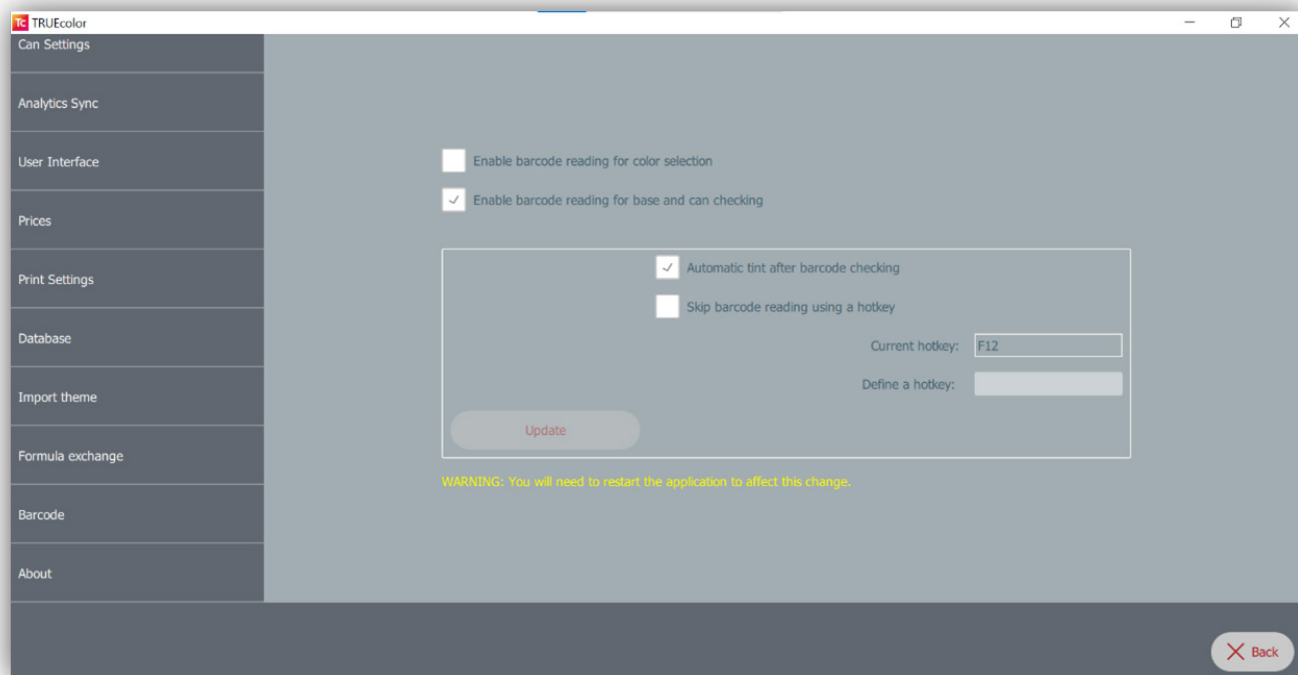 Tc TRUEcolor
Can Settings
Analytics Sync
User Interface
Prices
Print Settings
Database
Import theme
Formula exchange
Barcode
About
Enable barcode reading for color selection
Enable barcode reading for base and can checking
Automatic tint after barcode checking
Skip barcode reading using a hotkey
Current hotkey: F12
Define a hotkey:
Update
WARNING: You will need to restart the application to affect this change.
Back